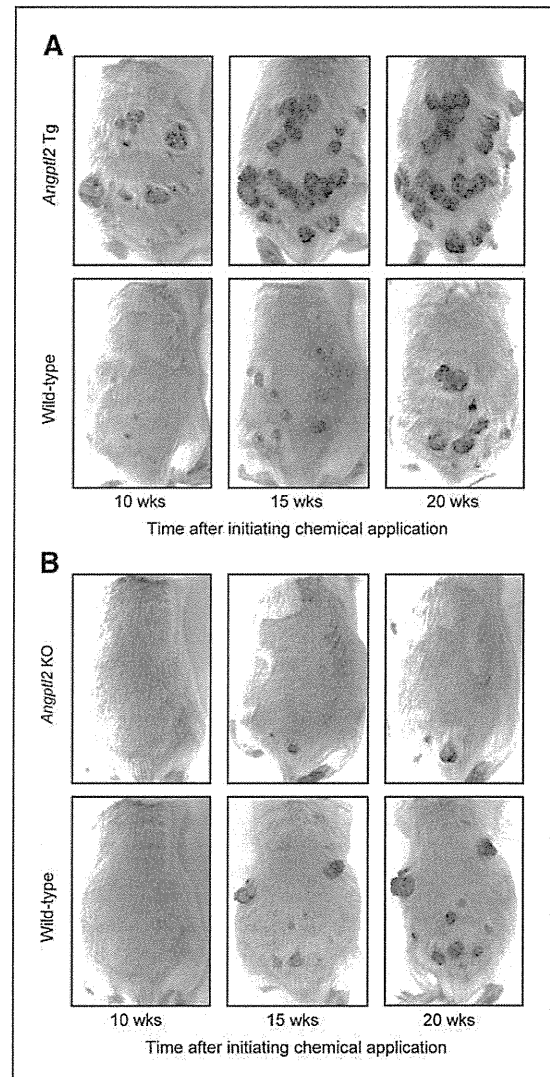 A
Angptl2 Tg
Wild-type
10 wks
15 wks
20 wks
Time after initiating chemical application
B
Angptl2 KO
Wild-type
10 wks
15 wks
20 wks
Time after initiating chemical application